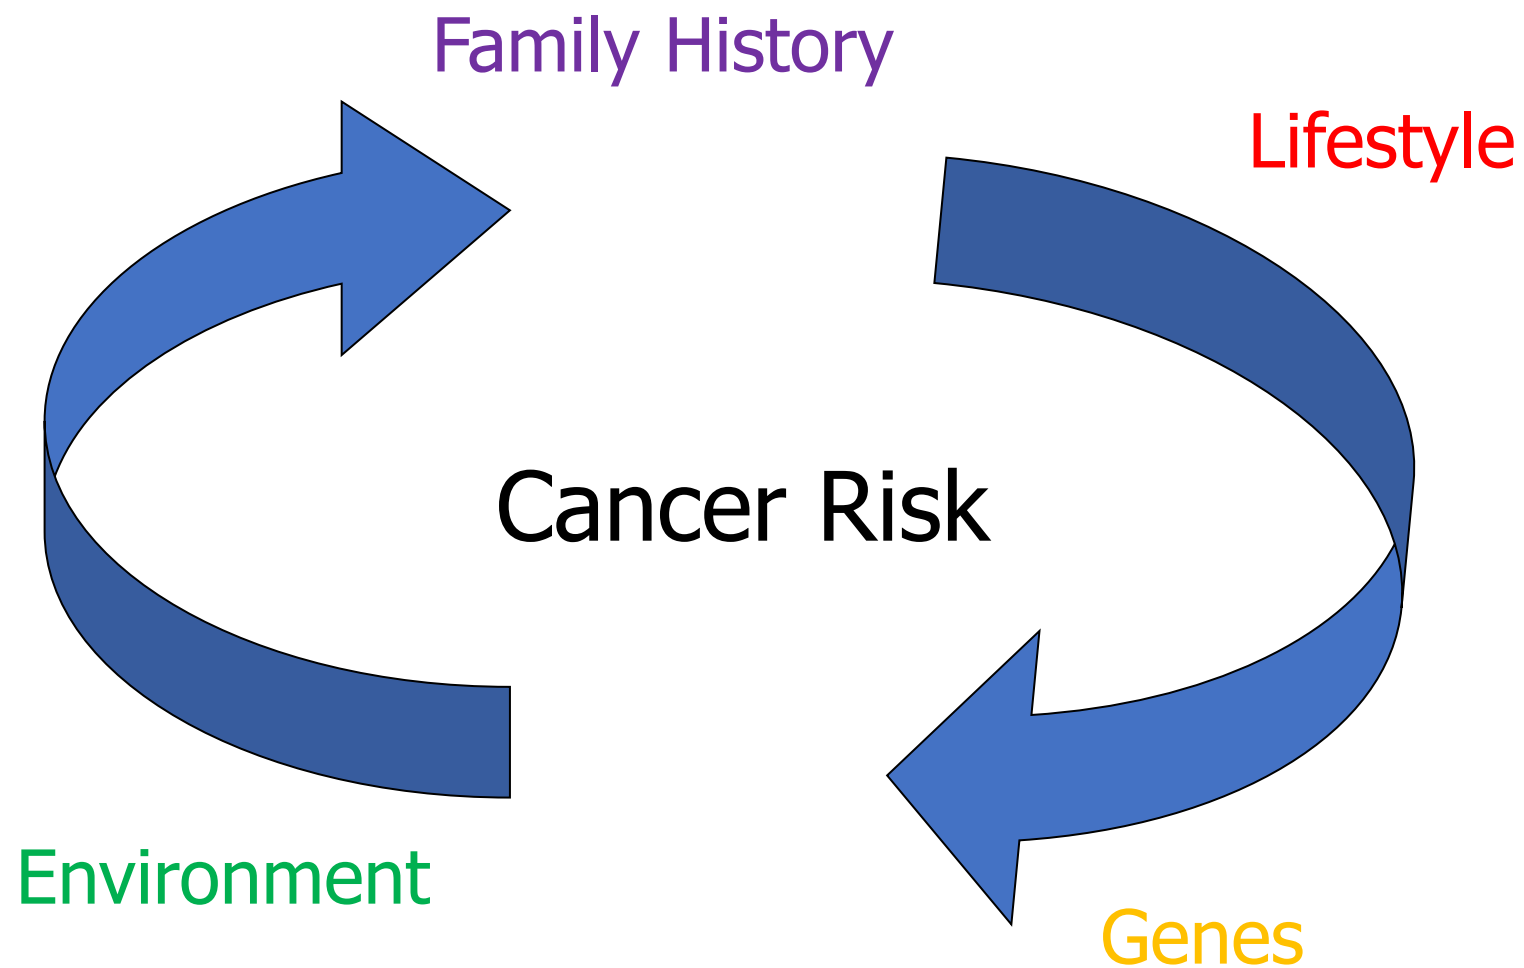 Family History
Lifestyle
Cancer Risk
Environment
Genes